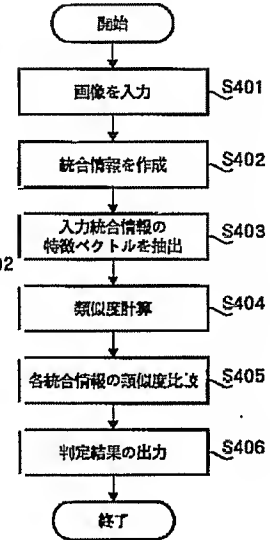 開始
画像を入力
S401
統合情報を作成
S402
入力統合情報の
特徴ベクトルを抽出
S403
02
類似度計算
S404
各統合情報の類似度比較
S405
判定結果の出力
S406
終了